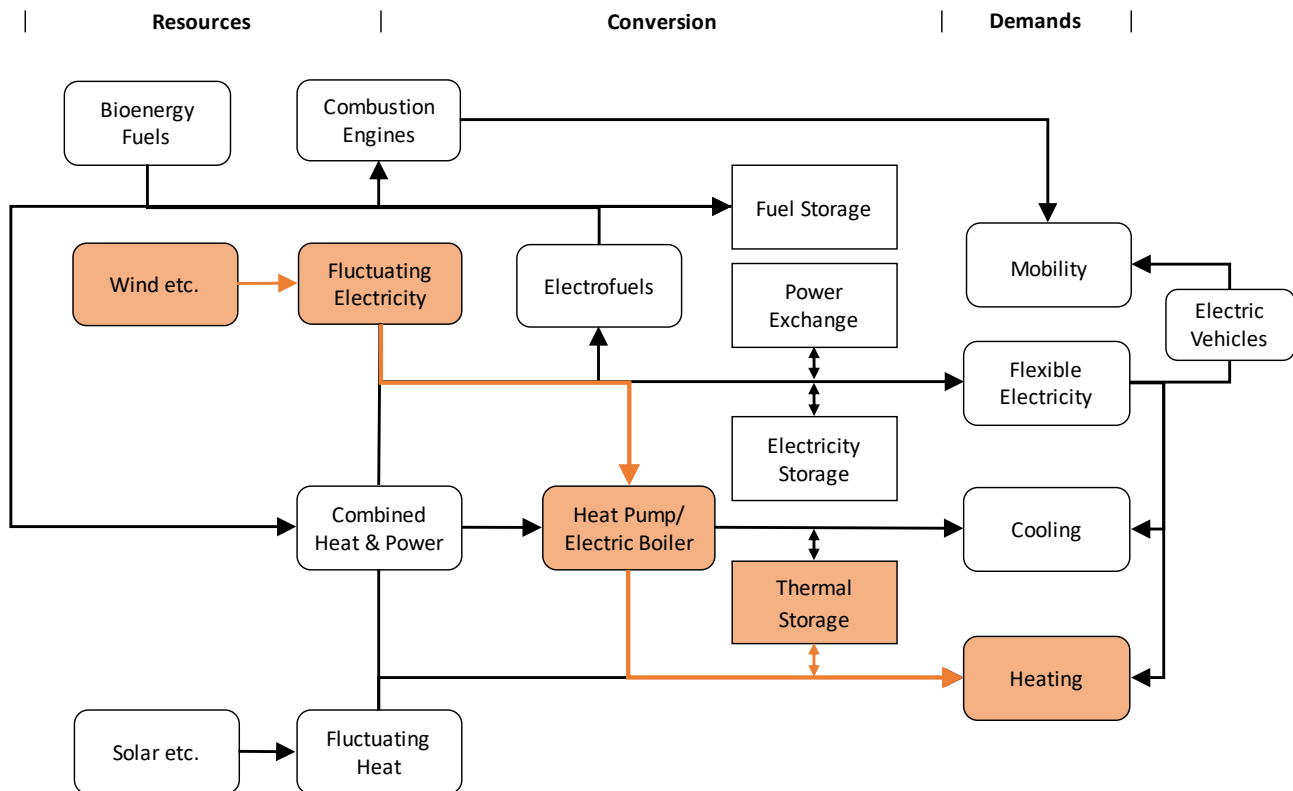 Resources
Conversion
Demands
Bioenergy
Fuels
Combustion
Engines
Fuel Storage
Wind etc.
Fluctuating
Electricity
Electrofuels
Power
Exchange
Mobility
Electric
Vehicles
Flexible
Electricity
Electricity
Storage
Combined
Heat & Power
Heat Pump/
Electric Boiler
Cooling
Thermal
Storage
Heating
Solar etc.
Fluctuating
Heat